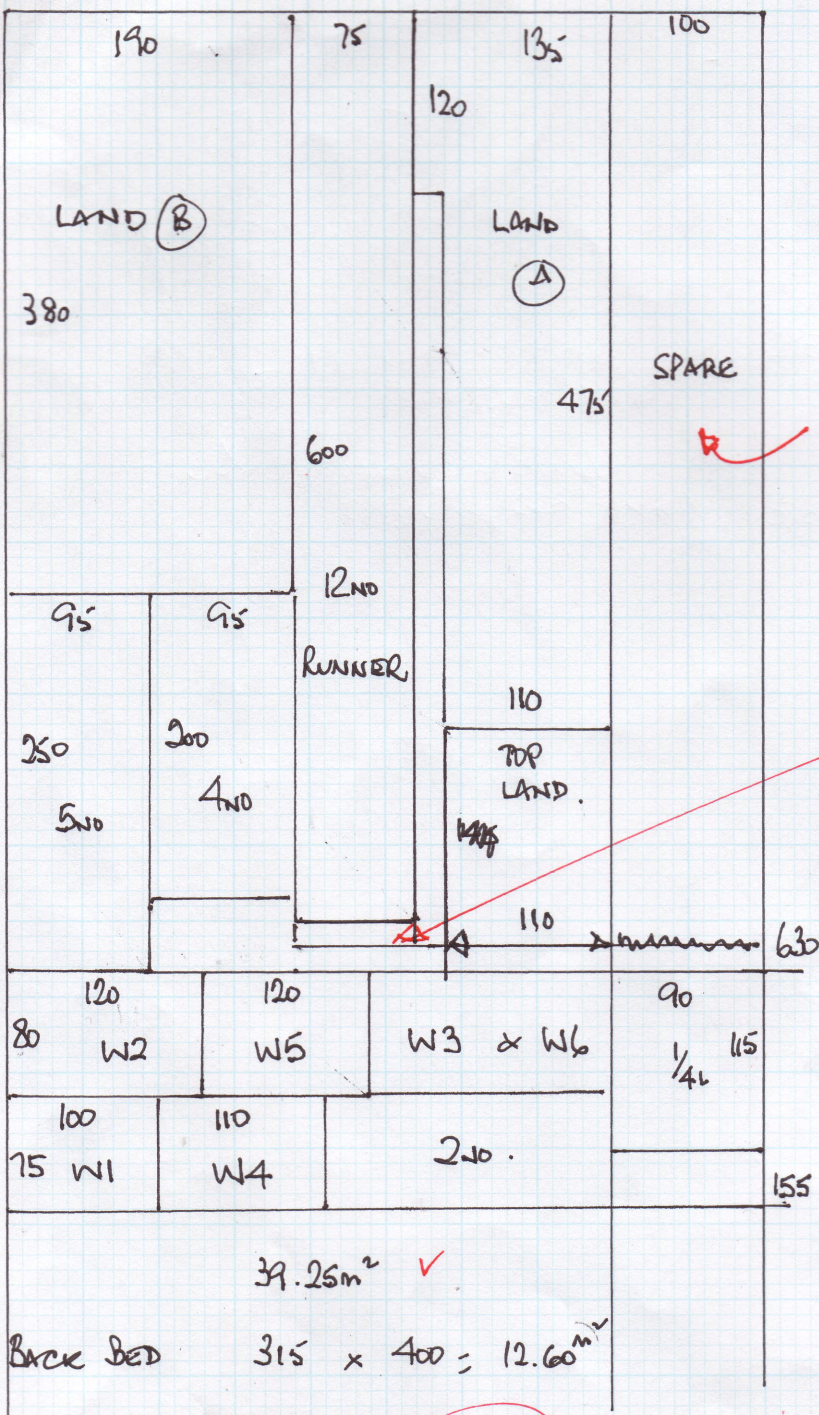 190 75 135 100
120
LAND B
LAND A
380
SPARE
475
600
12NO
95 95
RUNNER
110
250 200
TOP LAND.
5NO 4NO
110
630
120 120 90
80 W2 W5 W3 & W6 1/4L 115
100 110
75 W1 W4 2NO.
155
39.25m² ✓
BACK BED 315 x 400 = 12.60m²